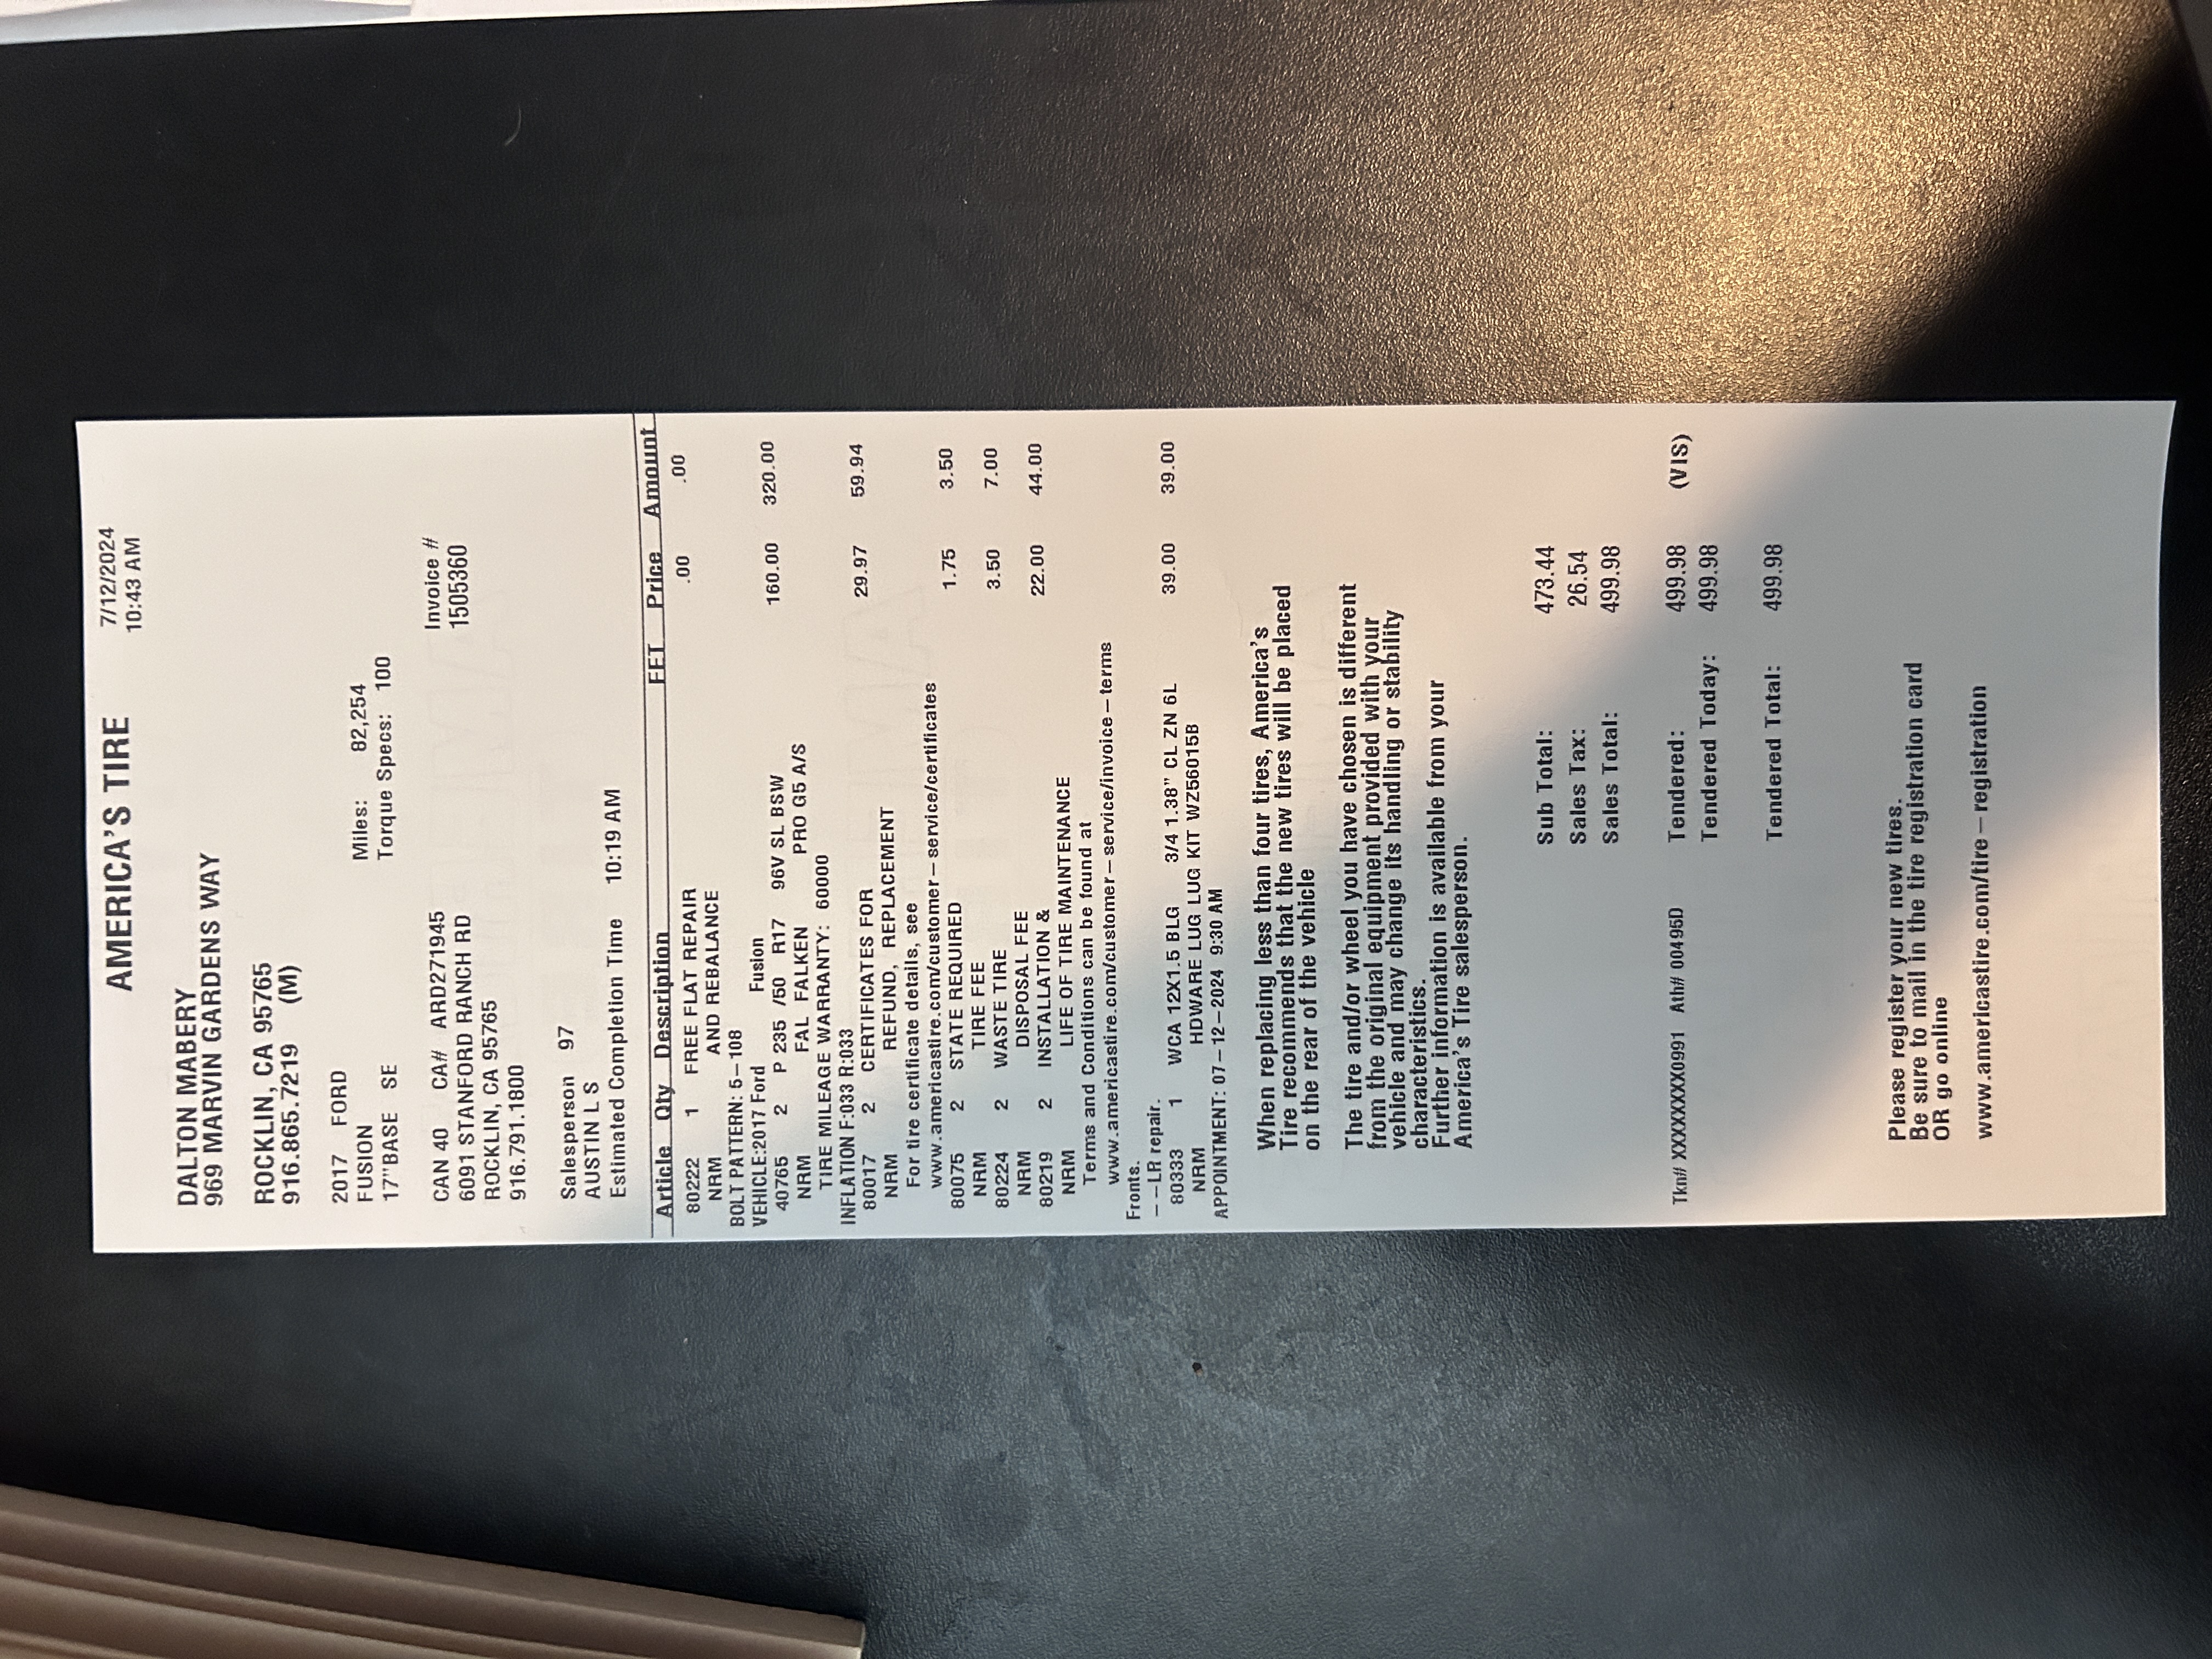 AMERICA'S TIRE 7/12/2024
10:43 AM
DALTON MABERY
969 MARVIN GARDENS WAY
ROCKLIN, CA 95765
916.865.7219 (M)
2017 FORD
FUSION Miles: 82,254
17"BASE SE Torque Specs: 100
CAN 40 CA# ARD271945 Invoice #
6091 STANFORD RANCH RD 1505360
ROCKLIN, CA 95765
916.791.1800
Salesperson 97
AUSTIN L S
Estimated Completion Time 10:19 AM
Article Qty Description FET Price Amount
80222 1 FREE FLAT REPAIR .00 .00
NRM AND REBALANCE
BOLT PATTERN: 5-108
VEHICLE:2017 Ford Fusion
40765 2 P 235 /50 R17 96V SL BSW 160.00 320.00
NRM FAL FALKEN PRO G5 A/S
TIRE MILEAGE WARRANTY: 60000
INFLATION F:033 R:033
80017 2 CERTIFICATES FOR 29.97 59.94
NRM REFUND, REPLACEMENT
For tire certificate details, see
www.americastire.com/customer-service/certificates
80075 2 STATE REQUIRED 1.75 3.50
NRM TIRE FEE
80224 2 WASTE TIRE 3.50 7.00
NRM DISPOSAL FEE
80219 2 INSTALLATION & 22.00 44.00
NRM LIFE OF TIRE MAINTENANCE
Terms and Conditions can be found at
www.americastire.com/customer-service/invoice-terms
Fronts.
--LR repair.
80333 1 WCA 12X1.5 BLG 3/4 1.38" CL ZN 6L 39.00 39.00
NRM HDWARE LUG LUG KIT WZ56015B
APPOINTMENT: 07-12-2024 9:30 AM
When replacing less than four tires, America's
Tire recommends that the new tires will be placed
on the rear of the vehicle
The tire and/or wheel you have chosen is different
from the original equipment provided with your
vehicle and may change its handling or stability
characteristics.
Further information is available from your
America's Tire salesperson.
Sub Total: 473.44
Sales Tax: 26.54
Sales Total: 499.98
Tkn# XXXXXXXX0991 Ath# 00495D Tendered: 499.98 (VIS)
Tendered Today: 499.98
Tendered Total: 499.98
Please register your new tires.
Be sure to mail in the tire registration card
OR go online
www.americastire.com/tire-registration